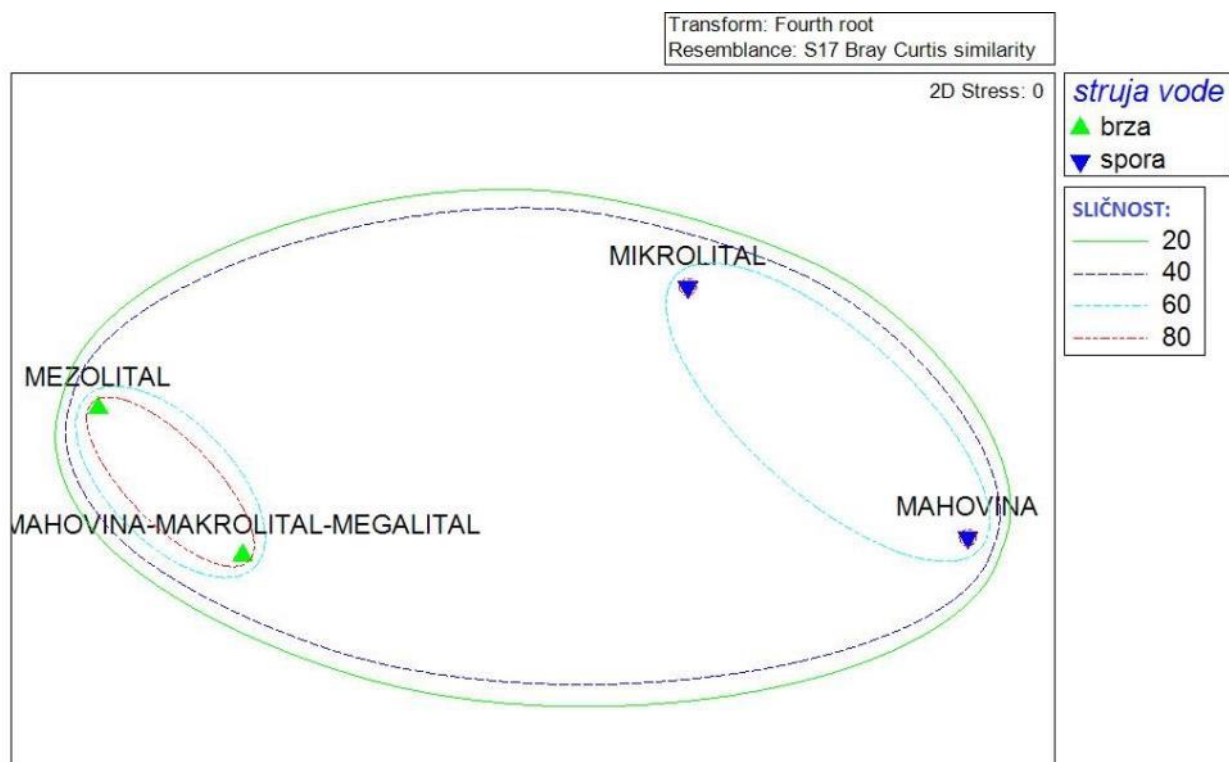 Transform: Fourth root
Resemblance: S17 Bray Curtis similarity
2D Stress: 0
struja vode
brza
spora
SLIČNOST:
20
40
60
80
MIKROLITAL
MEZOLITAL
MAHOVINA
MAHOVINA-MAKROLITAL-MEGALITAL